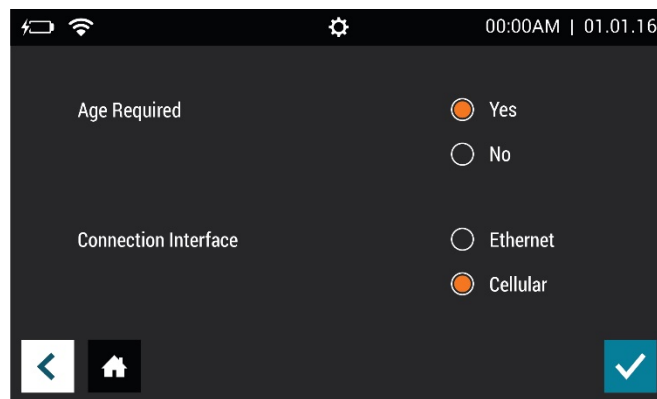 00:00AM | 01.01.16
Age Required
Yes
No
Connection Interface
Ethernet
Cellular